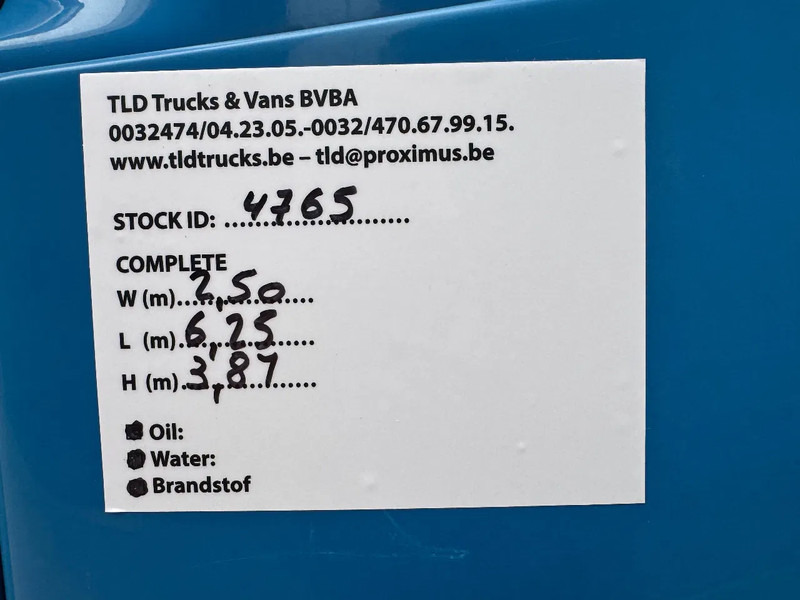 TLD Trucks & Vans BVBA
0032474/04.23.05.-0032/470.67.99.15.
www.tldtrucks.be – tld@proximus.be
STOCK ID: 4765
COMPLETE
W (m) 2,50
L (m) 6,25
H (m) 3,87
Oil:
Water:
Brandstof